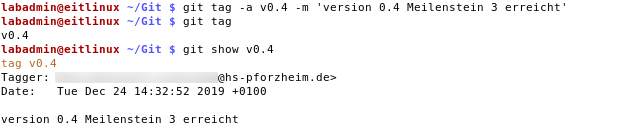 labadmin@eitlinux ~/Git $ git tag -a v0.4 -m 'version 0.4 Meilenstein 3 erreicht'
labadmin@eitlinux ~/Git $ git tag
v0.4
labadmin@eitlinux ~/Git $ git show v0.4
tag v0.4
Tagger: @hs-pforzheim.de>
Date:   Tue Dec 24 14:32:52 2019 +0100

version 0.4 Meilenstein 3 erreicht